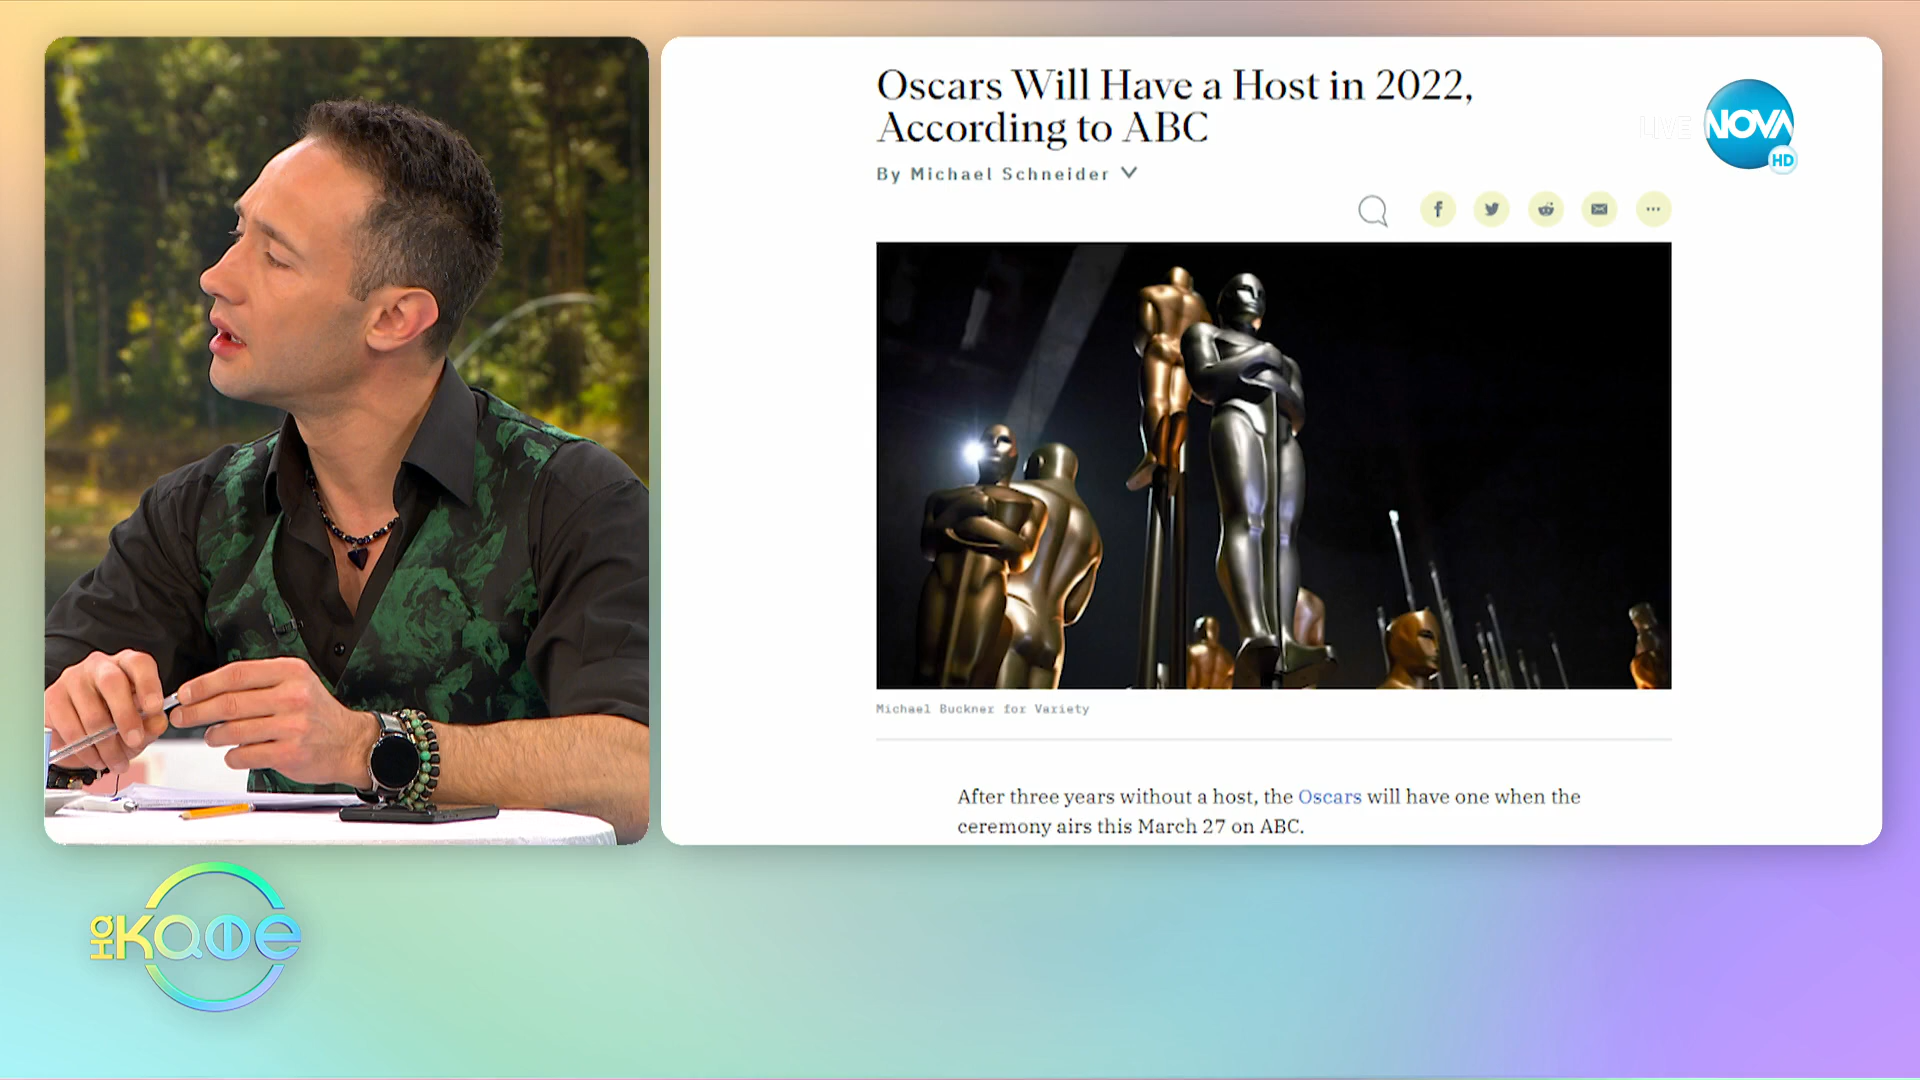 Oscars Will Have a Host in 2022,
According to ABC
By Michael Schneider
LIVE
NOVA
HD
Michael Buckner for Variety
After three years without a host, the Oscars will have one when the
ceremony airs this March 27 on ABC.
на кафе